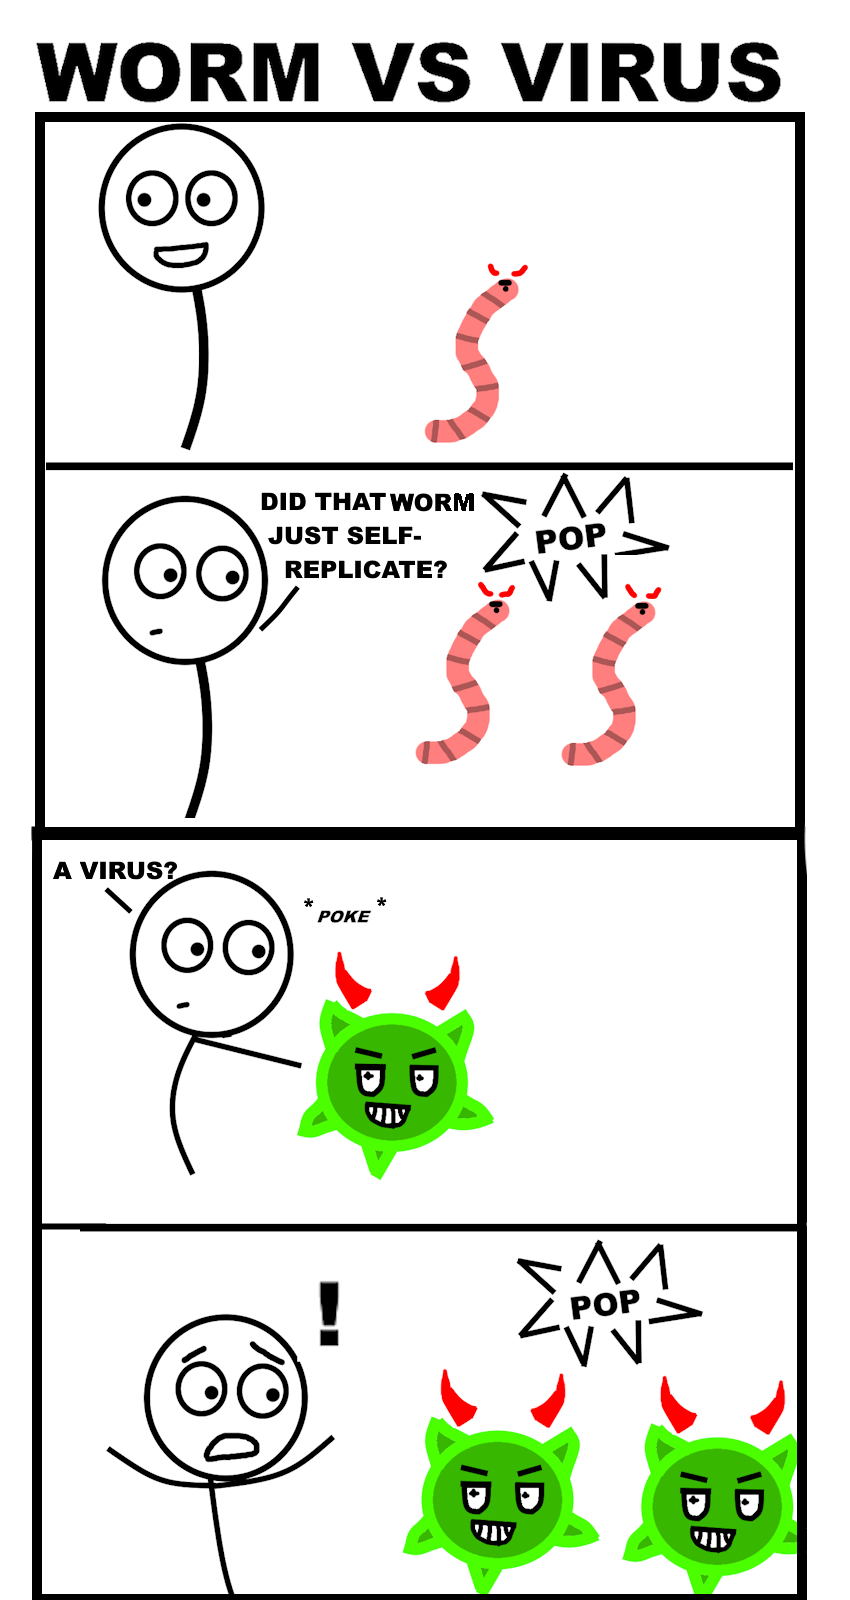 WORM VS VIRUS
DID THAT WORM
JUST SELF-
REPLICATE?
POP
A VIRUS?
* POKE *
!
POP